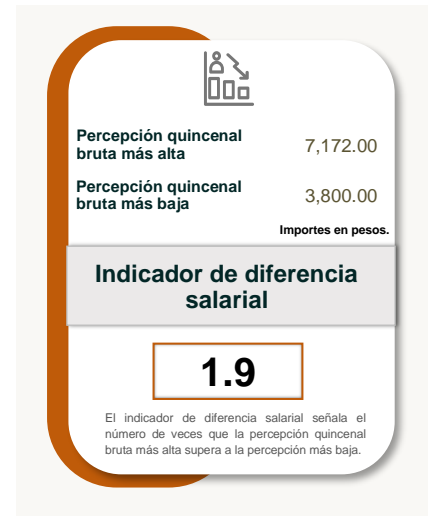 Percepción quincenal
bruta más alta
7,172.00
Percepción quincenal
bruta más baja
3,800.00
Importes en pesos.
Indicador de diferencia
salarial
1.9
El indicador de diferencia salarial señala el
número de veces que la percepción quincenal
bruta más alta supera a la percepción más baja.